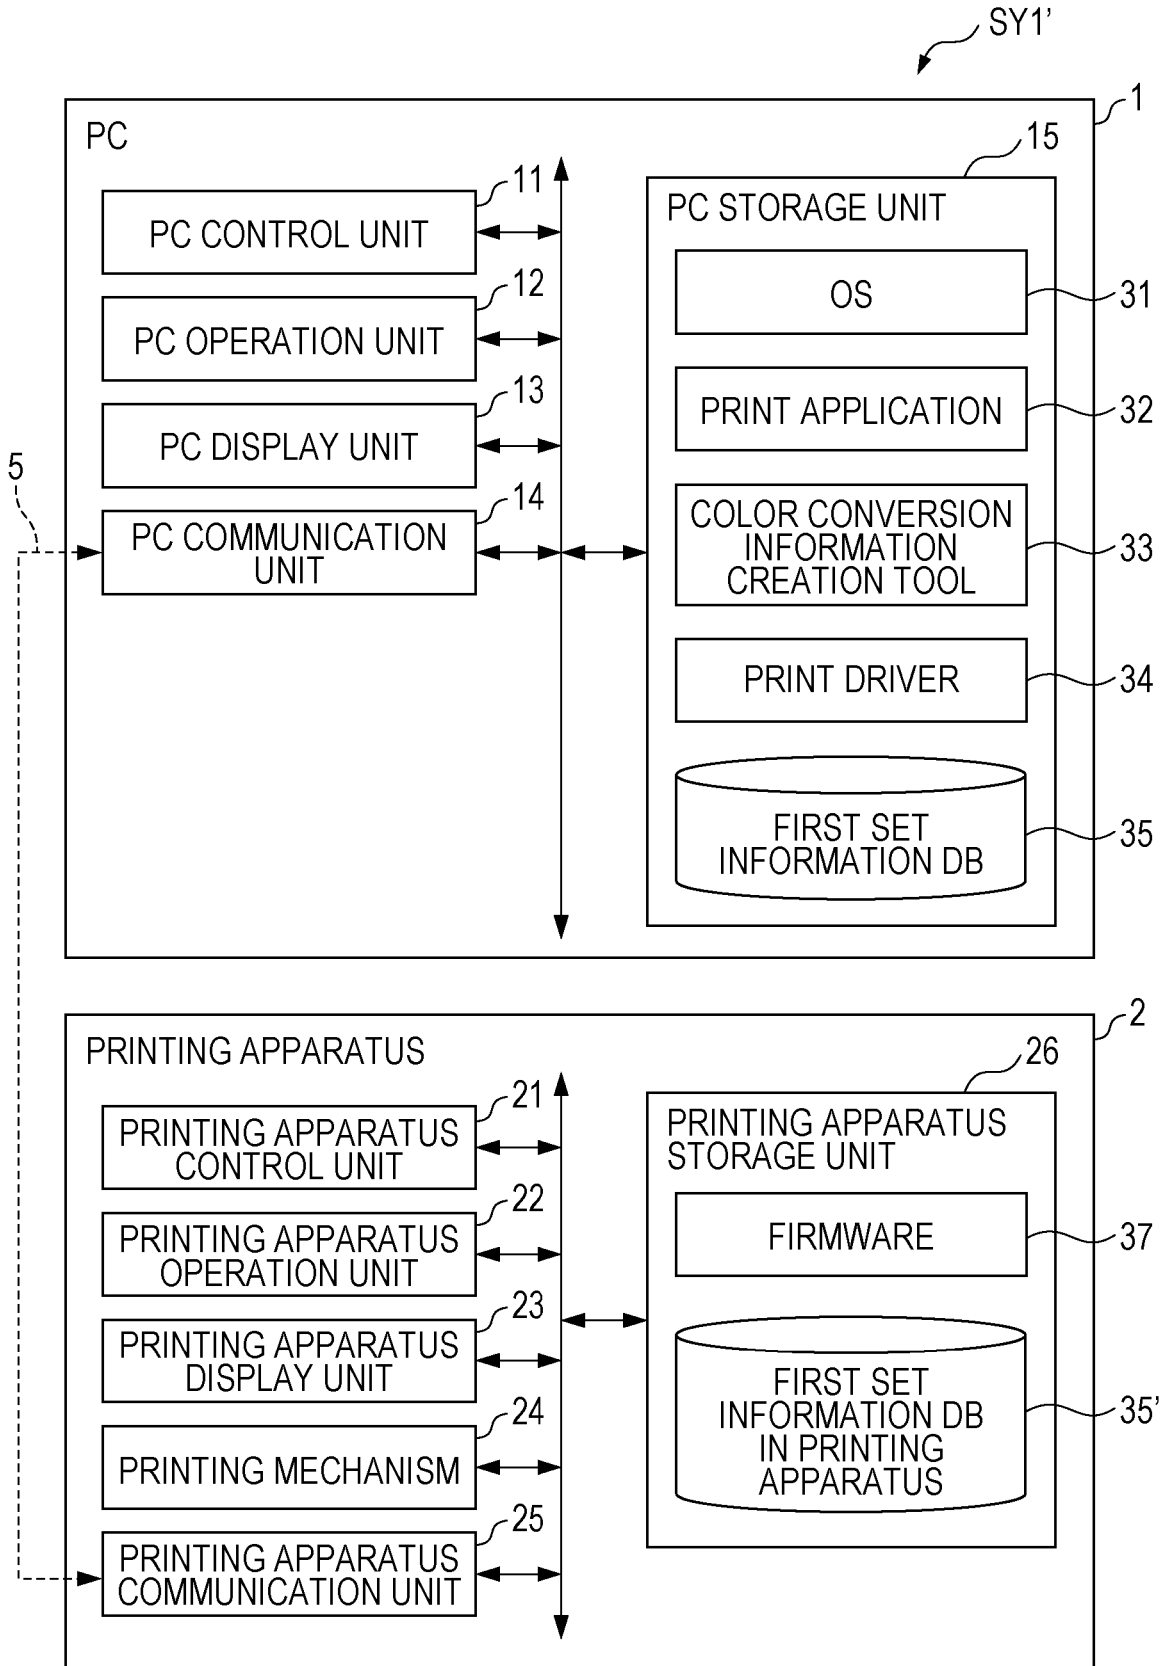 SY1’
1
PC
15
11
PC CONTROL UNIT
12
PC OPERATION UNIT
13
PC DISPLAY UNIT
5
14
PC COMMUNICATION
UNIT
PC STORAGE UNIT
OS
31
PRINT APPLICATION
32
COLOR CONVERSION
INFORMATION
CREATION TOOL
33
PRINT DRIVER
34
FIRST SET
INFORMATION DB
35
2
PRINTING APPARATUS
26
21
PRINTING APPARATUS
CONTROL UNIT
22
PRINTING APPARATUS
OPERATION UNIT
23
PRINTING APPARATUS
DISPLAY UNIT
24
PRINTING MECHANISM
25
PRINTING APPARATUS
COMMUNICATION UNIT
PRINTING APPARATUS
STORAGE UNIT
FIRMWARE
37
FIRST SET
INFORMATION DB
IN PRINTING
APPARATUS
35’